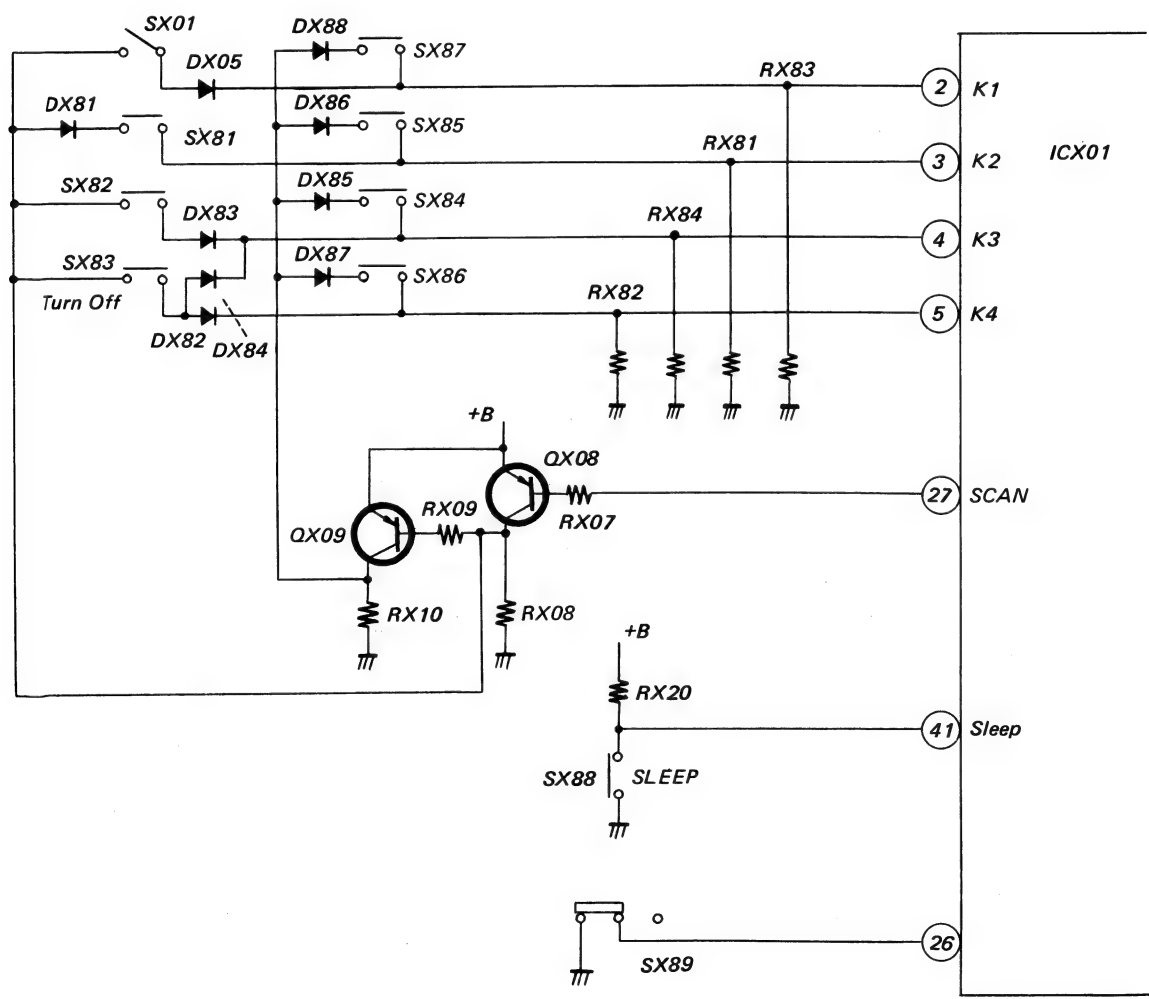 SX01
DX88
SX87
DX05
RX83
2
K1
DX81
DX86
SX81
SX85
RX81
3
K2
ICX01
SX82
DX85
SX84
DX83
RX84
4
K3
SX83
DX87
SX86
Turn Off
RX82
5
K4
DX82
DX84
+B
QX08
QX09
RX09
RX07
27
SCAN
RX10
RX08
+B
RX20
41
Sleep
SX88
SLEEP
26
SX89